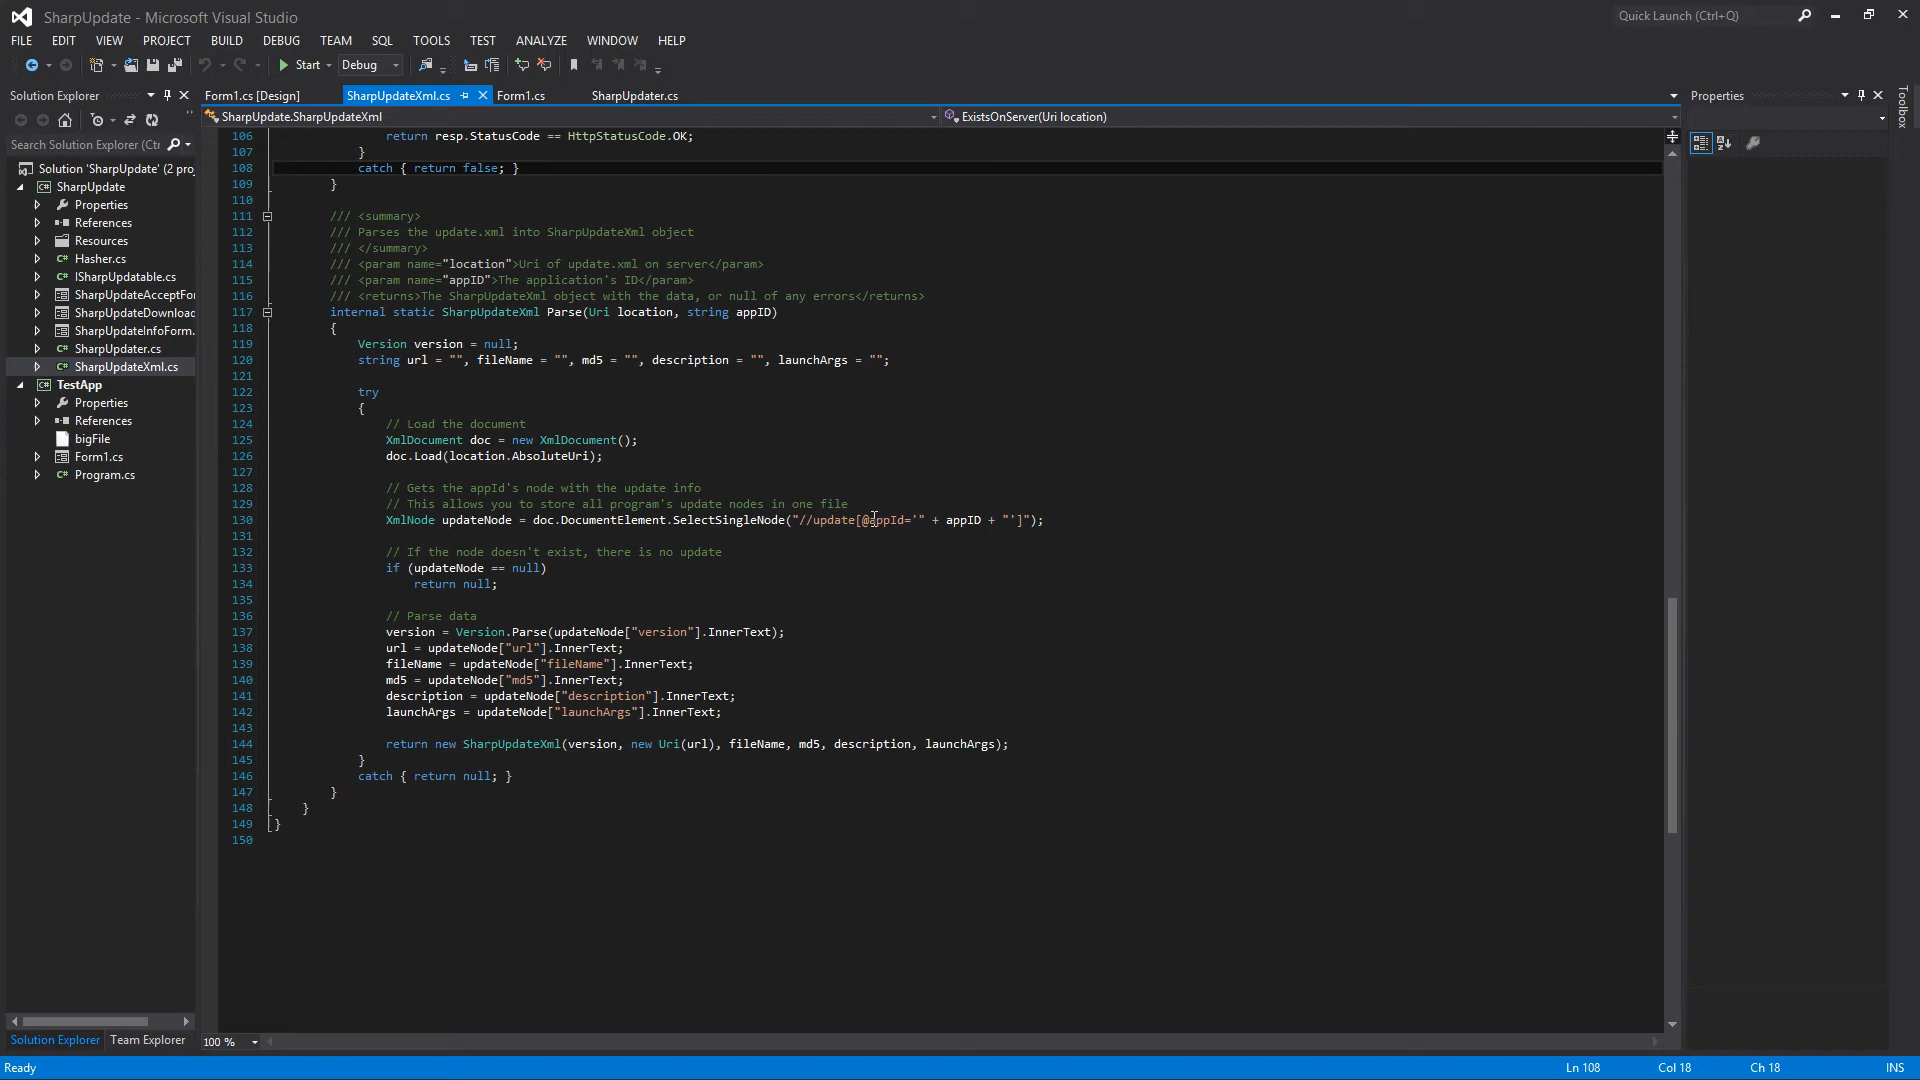 SharpUpdate - Microsoft Visual Studio
Quick Launch (Ctrl+Q)
FILE EDIT VIEW PROJECT BUILD DEBUG TEAM SQL TOOLS TEST ANALYZE WINDOW HELP
Start Debug
Solution Explorer
Form1.cs [Design] SharpUpdateXml.cs Form1.cs SharpUpdater.cs
Properties
Toolbox
SharpUpdate.SharpUpdateXml
ExistsOnServer(Uri location)
Search Solution Explorer (Ctr
Solution 'SharpUpdate' (2 proj
SharpUpdate
Properties
References
Resources
Hasher.cs
ISharpUpdatable.cs
SharpUpdateAcceptFor
SharpUpdateDownload
SharpUpdateInfoForm.
SharpUpdater.cs
SharpUpdateXml.cs
TestApp
Properties
References
bigFile
Form1.cs
Program.cs
106 return resp.StatusCode == HttpStatusCode.OK;
107 }
108 catch { return false; }
109 }
110
111 /// <summary>
112 /// Parses the update.xml into SharpUpdateXml object
113 /// </summary>
114 /// <param name="location">Uri of update.xml on server</param>
115 /// <param name="appID">The application's ID</param>
116 /// <returns>The SharpUpdateXml object with the data, or null of any errors</returns>
117 internal static SharpUpdateXml Parse(Uri location, string appID)
118 {
119 Version version = null;
120 string url = "", fileName = "", md5 = "", description = "", launchArgs = "";
121
122 try
123 {
124 // Load the document
125 XmlDocument doc = new XmlDocument();
126 doc.Load(location.AbsoluteUri);
127
128 // Gets the appId's node with the update info
129 // This allows you to store all program's update nodes in one file
130 XmlNode updateNode = doc.DocumentElement.SelectSingleNode("//update[@appId='" + appID + "']");
131
132 // If the node doesn't exist, there is no update
133 if (updateNode == null)
134 return null;
135
136 // Parse data
137 version = Version.Parse(updateNode["version"].InnerText);
138 url = updateNode["url"].InnerText;
139 fileName = updateNode["fileName"].InnerText;
140 md5 = updateNode["md5"].InnerText;
141 description = updateNode["description"].InnerText;
142 launchArgs = updateNode["launchArgs"].InnerText;
143
144 return new SharpUpdateXml(version, new Uri(url), fileName, md5, description, launchArgs);
145 }
146 catch { return null; }
147 }
148 }
149 }
150
Solution Explorer Team Explorer
100 %
Ready
Ln 108 Col 18 Ch 18 INS